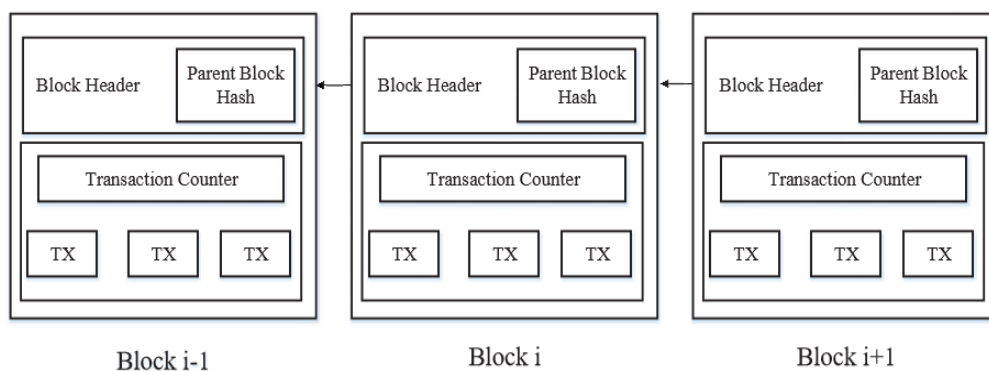 Block Header
Parent Block
Hash
Transaction Counter
TX TX TX
Block i-1
Block Header
Parent Block
Hash
Transaction Counter
TX TX TX
Block i
Block Header
Parent Block
Hash
Transaction Counter
TX TX TX
Block i+1